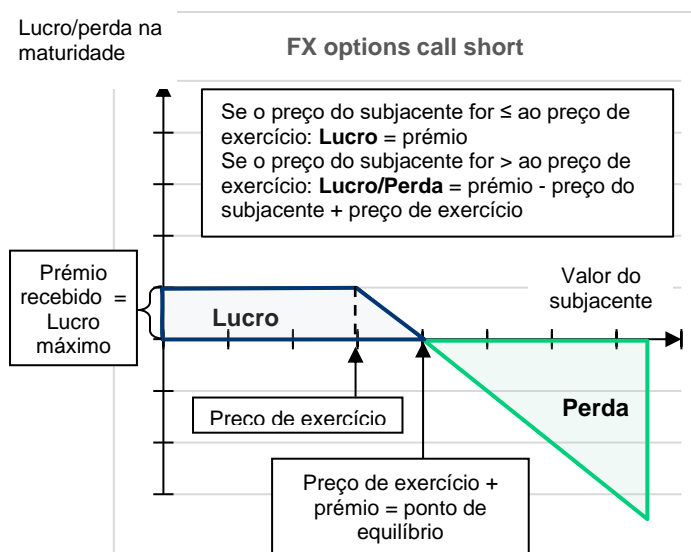 Lucro/perda na
maturidade
FX options call short
Se o preço do subjacente for ≤ ao preço de
exercício: Lucro = prémio
Se o preço do subjacente for > ao preço de
exercício: Lucro/Perda = prémio - preço do
subjacente + preço de exercício
Prémio
recebido =
Lucro
máximo
Valor do
subjacente
Lucro
Perda
Preço de exercício
Preço de exercício +
prémio = ponto de
equilíbrio